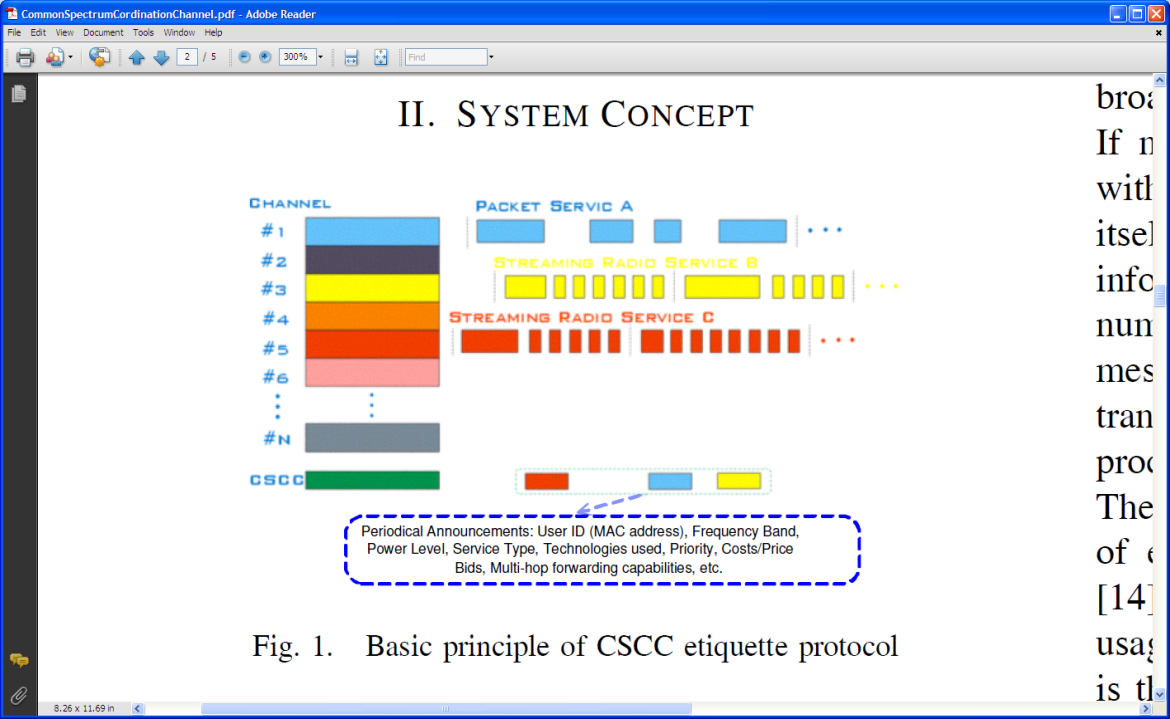 CommonSpectrumCordinationChannel.pdf - Adobe Reader
File Edit View Document Tools Window Help
2 / 5 300% Find
II. SYSTEM CONCEPT
CHANNEL
PACKET SERVIC A
#1
#2
STREAMING RADIO SERVICE B
#3
#4
STREAMING RADIO SERVICE C
#5
#6
#N
CSCC
Periodical Announcements: User ID (MAC address), Frequency Band,
Power Level, Service Type, Technologies used, Priority, Costs/Price
Bids, Multi-hop forwarding capabilities, etc.
Fig. 1. Basic principle of CSCC etiquette protocol
broa
If n
with
itsel
info
num
mes
tran
proc
The
of e
[14]
usag
is th
8.26 x 11.69 in